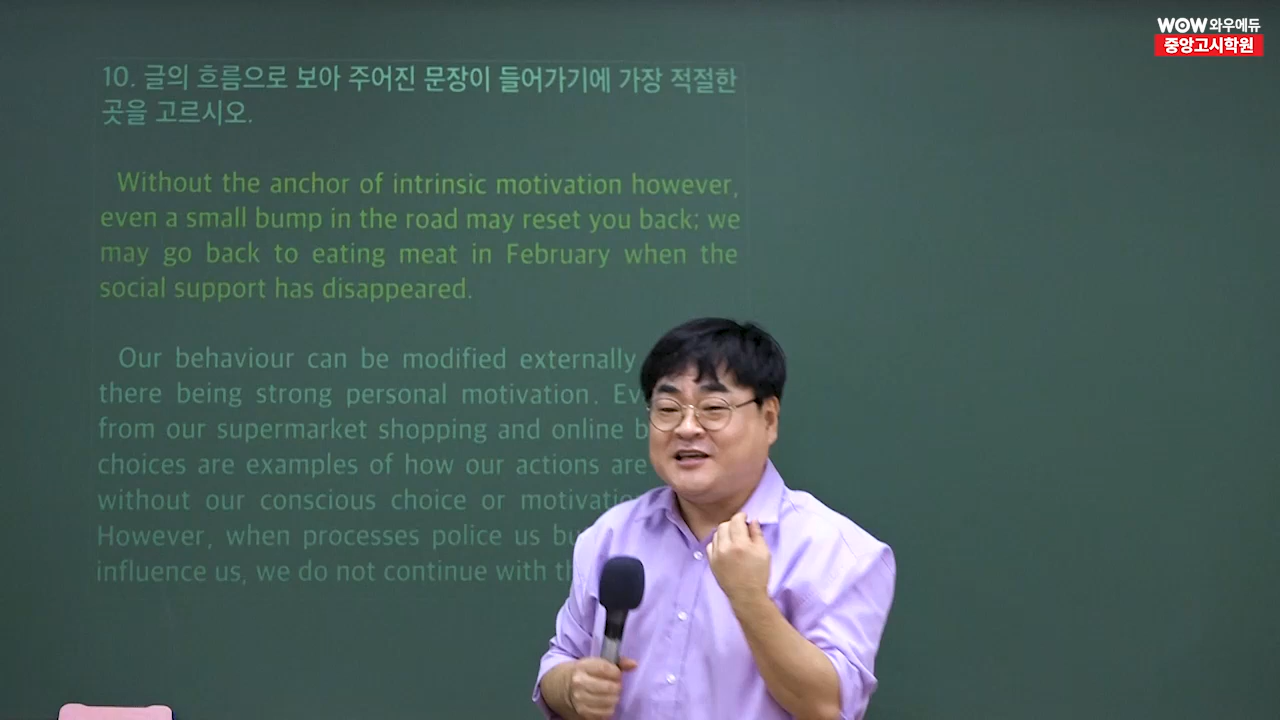 WOW 와우에듀
중앙고시학원
10. 글의 흐름으로 보아 주어진 문장이 들어가기에 가장 적절한
곳을 고르시오.
Without the anchor of intrinsic motivation however,
even a small bump in the road may reset you back; we
may go back to eating meat in February when the
social support has disappeared.
Our behaviour can be modified externally
there being strong personal motivation.
from our supermarket shopping and online
choices are examples of how our actions are
without our conscious choice or
However, when processes police us
influence us, we do not continue with